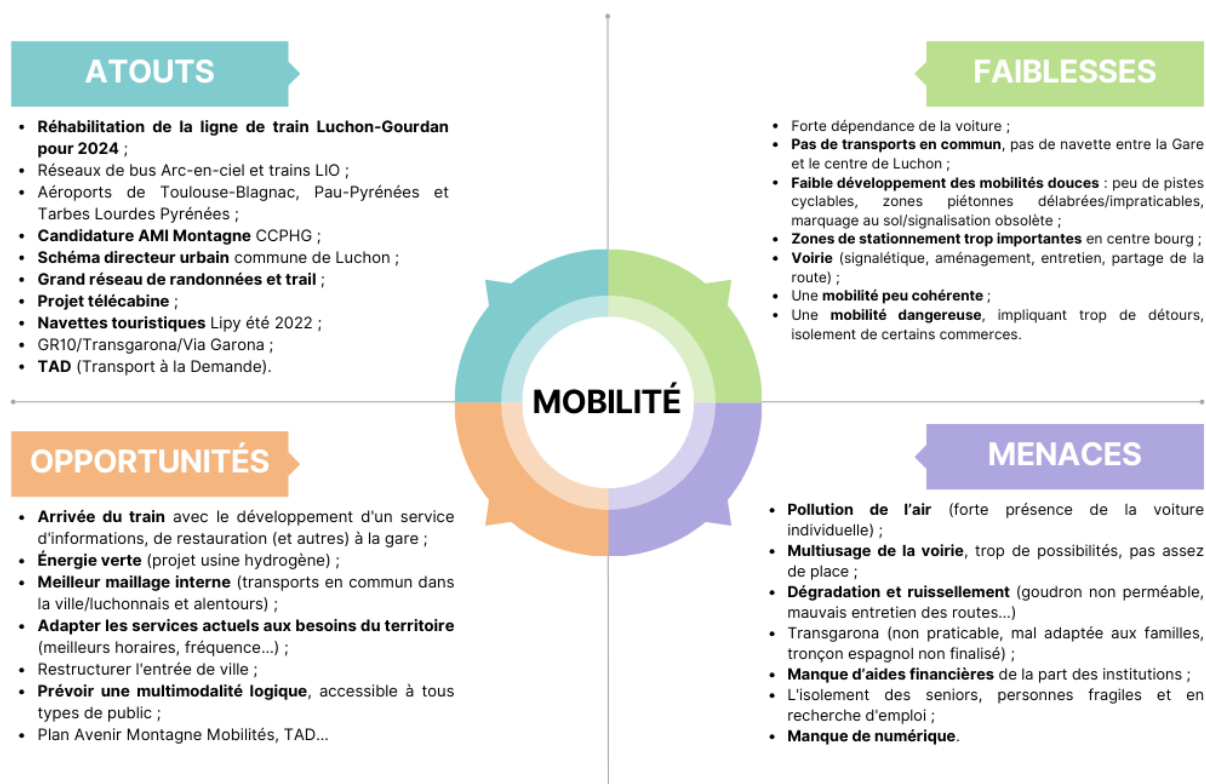 ATOUTS
• Réhabilitation de la ligne de train Luchon-Gourdan
pour 2024 ;
• Réseaux de bus Arc-en-ciel et trains LIO ;
• Aéroports de Toulouse-Blagnac, Pau-Pyrénées et
Tarbes Lourdes Pyrénées ;
• Candidature AMI Montagne CCPHG ;
• Schéma directeur urbain commune de Luchon ;
• Grand réseau de randonnées et trail ;
• Projet télécabine ;
• Navettes touristiques Lipy été 2022 ;
• GR10/Transgarona/Via Garona ;
• TAD (Transport à la Demande).
FAIBLESSES
• Forte dépendance de la voiture ;
• Pas de transports en commun, pas de navette entre la Gare
et le centre de Luchon ;
• Faible développement des mobilités douces : peu de pistes
cyclables, zones piétonnes délabrées/impraticables,
marquage au sol/signalisation obsolète ;
• Zones de stationnement trop importantes en centre bourg ;
• Voirie (signalétique, aménagement, entretien, partage de la
route) ;
• Une mobilité peu cohérente ;
• Une mobilité dangereuse, impliquant trop de détours,
isolement de certains commerces.
MOBILITÉ
OPPORTUNITÉS
• Arrivée du train avec le développement d'un service
d'informations, de restauration (et autres) à la gare ;
• Énergie verte (projet usine hydrogène) ;
• Meilleur maillage interne (transports en commun dans
la ville/luchonnais et alentours) ;
• Adapter les services actuels aux besoins du territoire
(meilleurs horaires, fréquence...) ;
• Restructurer l'entrée de ville ;
• Prévoir une multimodalité logique, accessible à tous
types de public ;
• Plan Avenir Montagne Mobilités, TAD...
MENACES
• Pollution de l'air (forte présence de la voiture
individuelle) ;
• Multiusage de la voirie, trop de possibilités, pas assez
de place ;
• Dégradation et ruissellement (goudron non perméable,
mauvais entretien des routes...)
• Transgarona (non praticable, mal adaptée aux familles,
tronçon espagnol non finalisé) ;
• Manque d'aides financières de la part des institutions ;
• L'isolement des seniors, personnes fragiles et en
recherche d'emploi ;
• Manque de numérique.